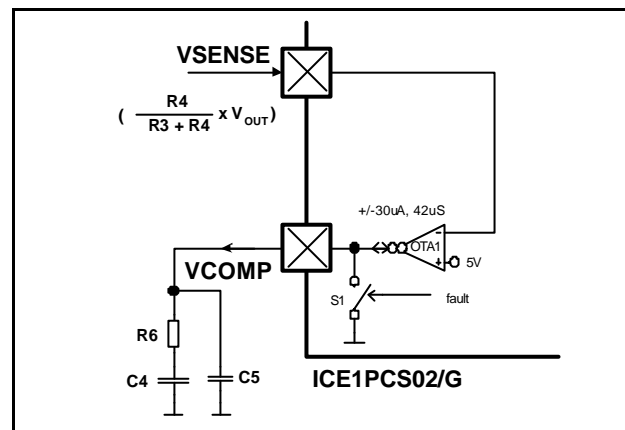 VSENSE
( R4 / R3 + R4 x VOUT)
+/-30uA, 42uS
OTA1
-
+
5V
VCOMP
S1
fault
R6
C4
C5
ICE1PCS02/G